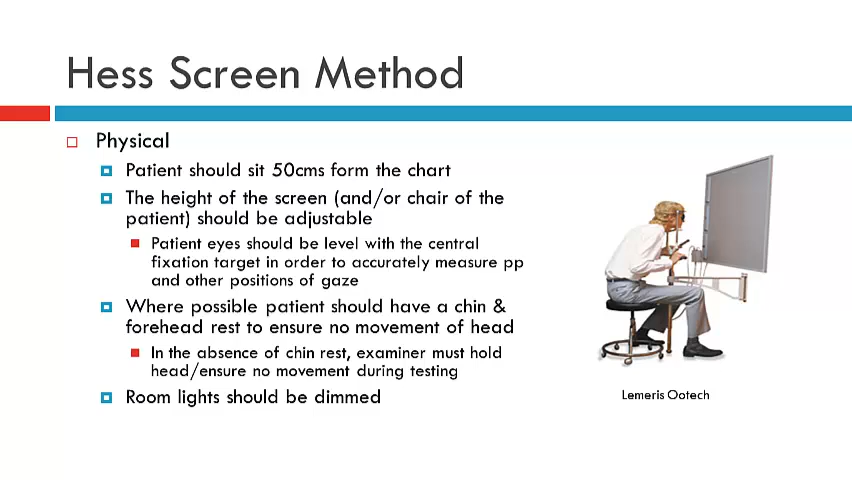 Hess Screen Method
Physical
Patient should sit 50cms form the chart
The height of the screen (and/or chair of the
patient) should be adjustable
Patient eyes should be level with the central
fixation target in order to accurately measure pp
and other positions of gaze
Where possible patient should have a chin &
forehead rest to ensure no movement of head
In the absence of chin rest, examiner must hold
head/ensure no movement during testing
Room lights should be dimmed
Lemeris Ootech